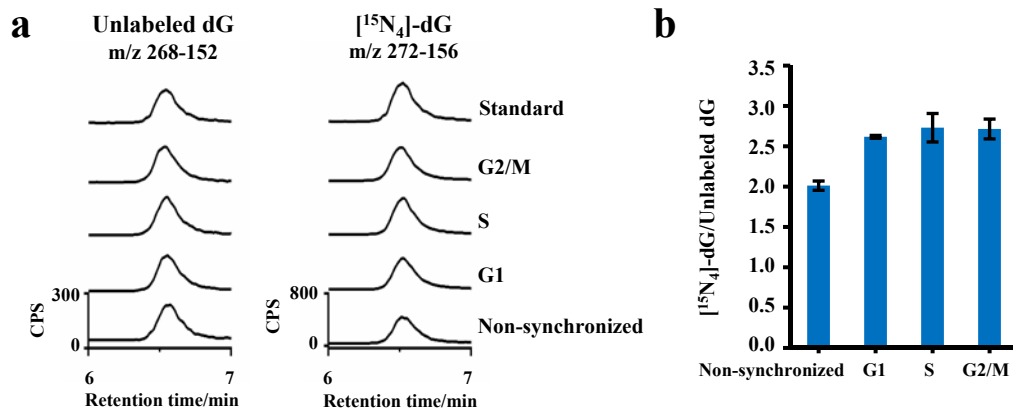 a
Unlabeled dG
m/z 268-152
[¹⁵N₄]-dG
m/z 272-156
Standard
G2/M
S
G1
Non-synchronized
300
0
CPS
800
0
CPS
6 7
Retention time/min
6 7
Retention time/min
b
[¹⁵N₄]-dG/Unlabeled dG
3.5
3.0
2.5
2.0
1.5
1.0
0.5
0.0
Non-synchronized G1 S G2/M